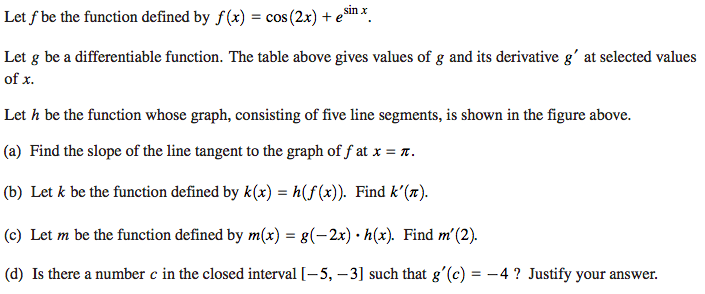 Let f be the function defined by f(x) = cos(2x) + e^{sin x}.
Let g be a differentiable function. The table above gives values of g and its derivative g′ at selected values
of x.
Let h be the function whose graph, consisting of five line segments, is shown in the figure above.
(a) Find the slope of the line tangent to the graph of f at x = π.
(b) Let k be the function defined by k(x) = h(f(x)). Find k′(π).
(c) Let m be the function defined by m(x) = g(−2x) · h(x). Find m′(2).
(d) Is there a number c in the closed interval [−5, −3] such that g′(c) = −4 ? Justify your answer.